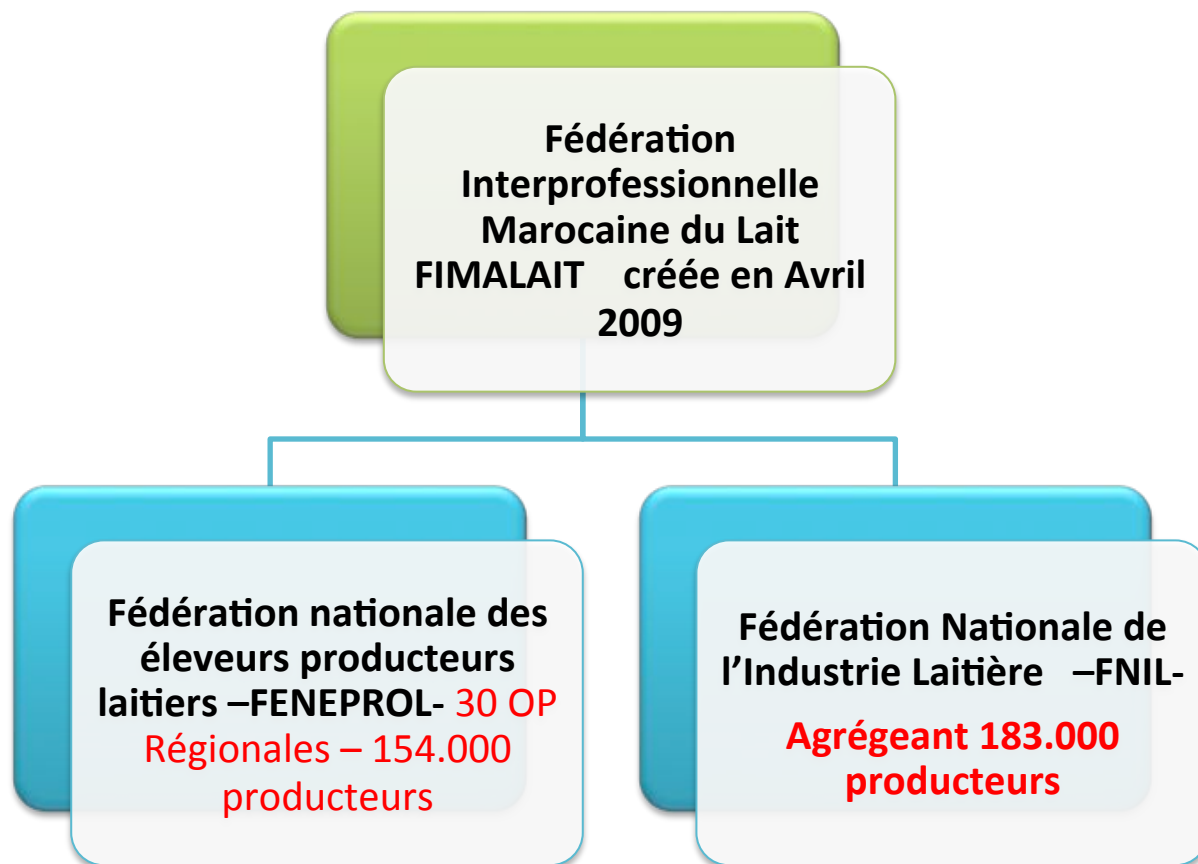 Fédération
Interprofessionnelle
Marocaine du Lait
FIMALAIT créée en Avril
2009
Fédération nationale des
éleveurs producteurs
laitiers –FENEPROL- 30 OP
Régionales – 154.000
producteurs
Fédération Nationale de
l’Industrie Laitière –FNIL-
Agrégeant 183.000
producteurs